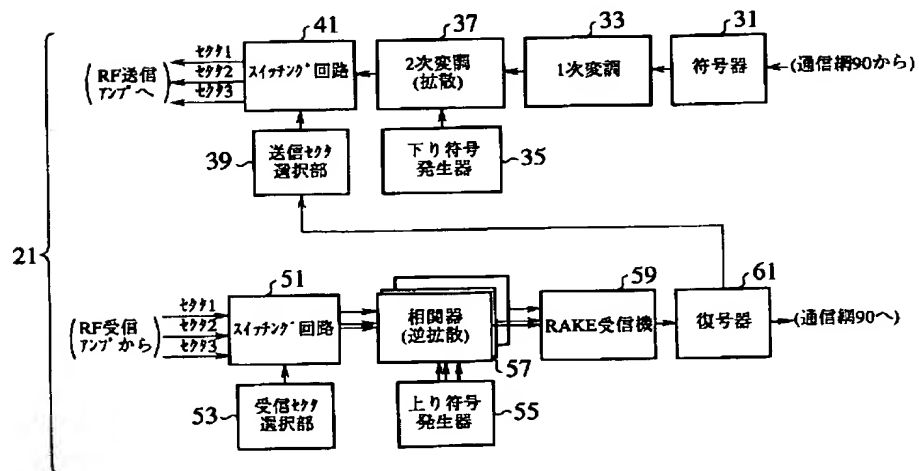 41
37
33
31
セクタ1
セクタ2
セクタ3
(RF送信
アンプへ)
スイッチング回路
2次変調
(拡散)
1次変調
符号器
(通信網90から)
39
送信セクタ
選択部
下り符号
発生器
35
21
51
59
61
セクタ1
セクタ2
セクタ3
(RF受信
アンプから)
スイッチング回路
相関器
(逆拡散)
57
RAKE受信機
復号器
(通信網90へ)
53
受信セクタ
選択部
上り符号
発生器
55